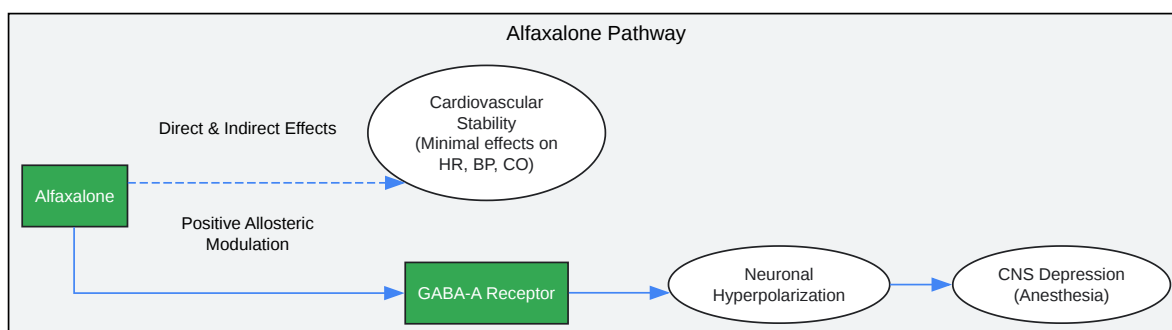 Alfaxalone Pathway
Cardiovascular
Stability
(Minimal effects on
HR, BP, CO)
Direct & Indirect Effects
Alfaxalone
Positive Allosteric
Modulation
GABA-A Receptor
Neuronal
Hyperpolarization
CNS Depression
(Anesthesia)